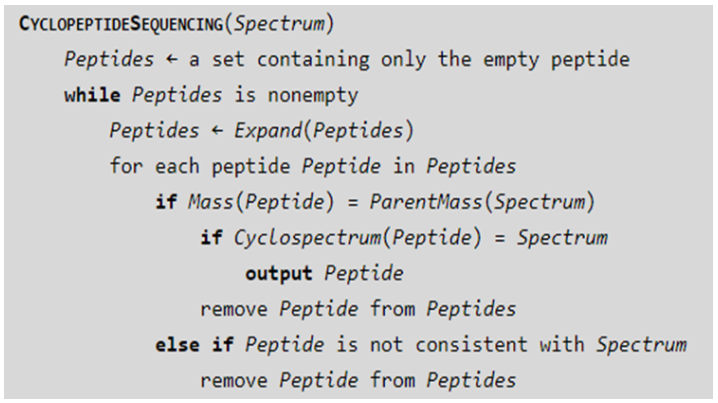 CYCLOPEPTIDESEQUENCING(Spectrum)
Peptides ← a set containing only the empty peptide
while Peptides is nonempty
Peptides ← Expand(Peptides)
for each peptide Peptide in Peptides
if Mass(Peptide) = ParentMass(Spectrum)
if Cyclospectrum(Peptide) = Spectrum
output Peptide
remove Peptide from Peptides
else if Peptide is not consistent with Spectrum
remove Peptide from Peptides